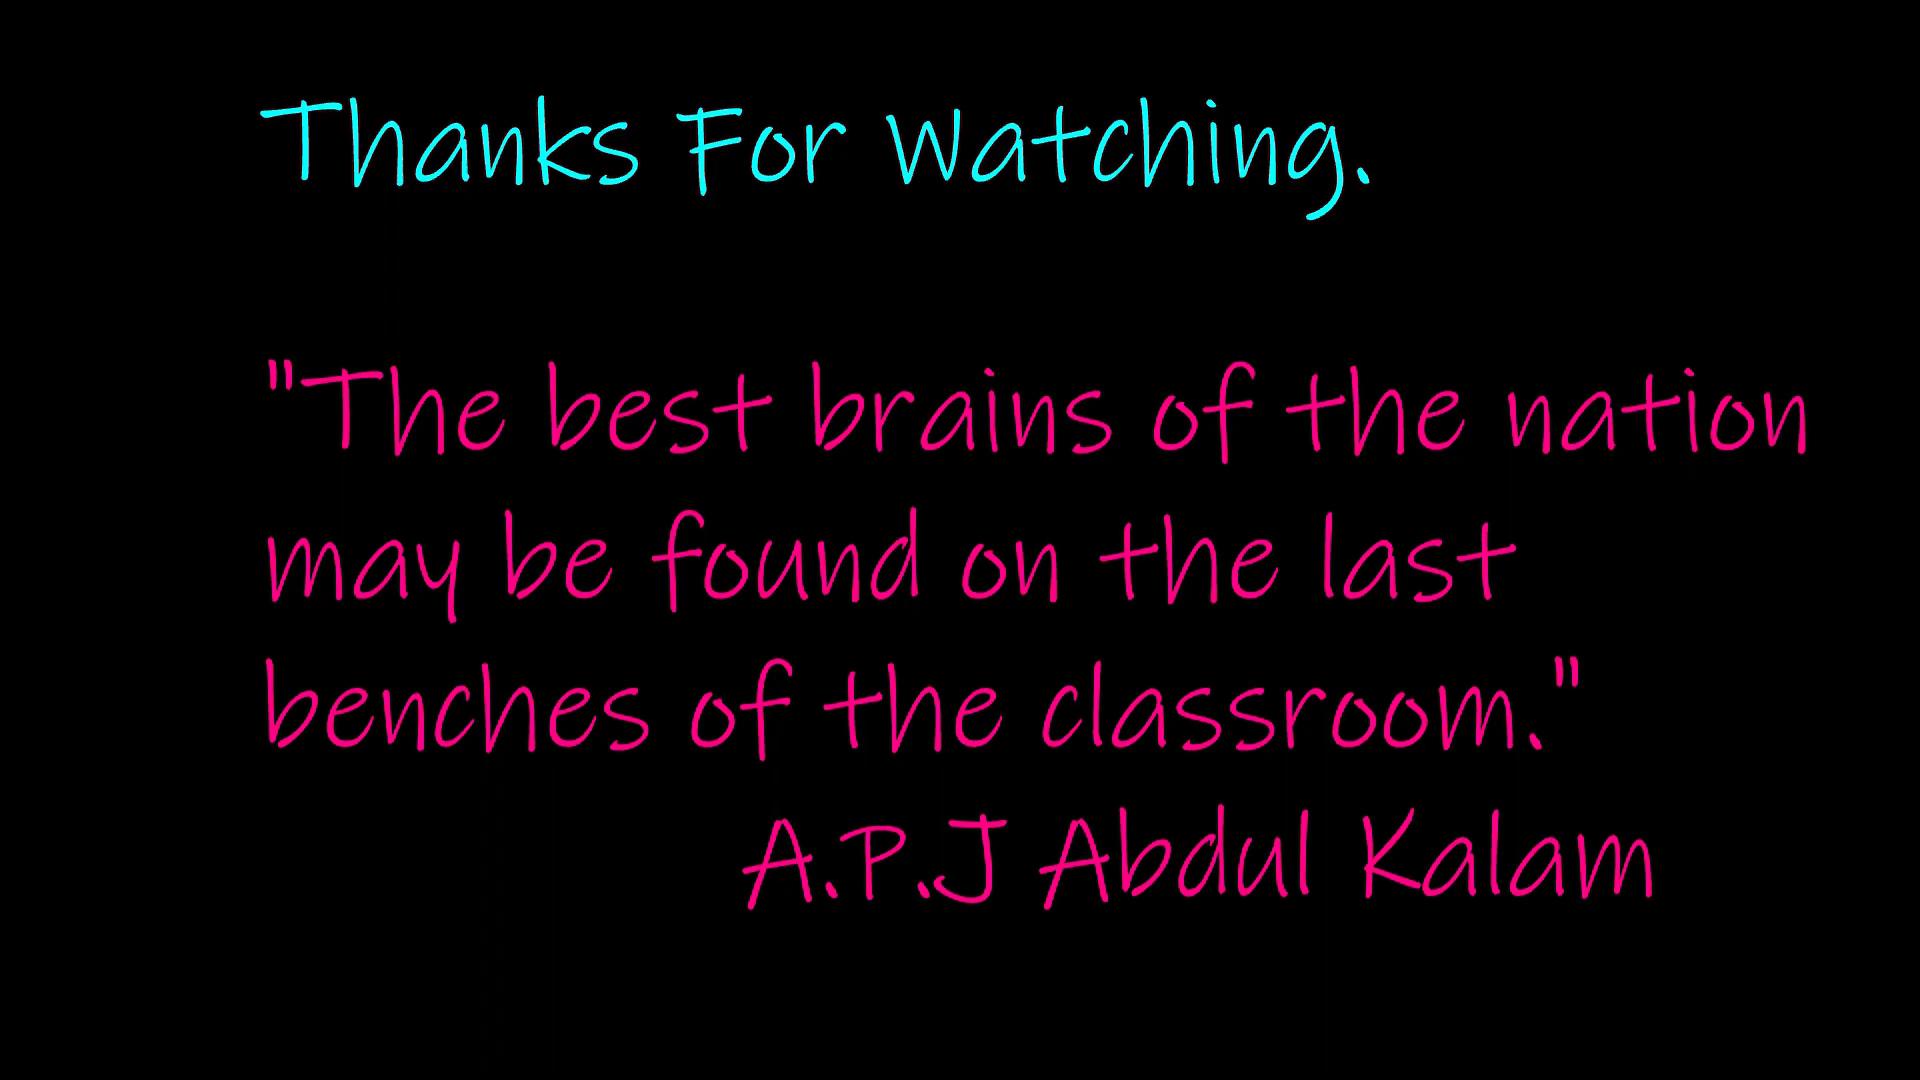 Thanks For Watching.
"The best brains of the nation
may be found on the last
benches of the classroom."
A.P.J Abdul Kalam